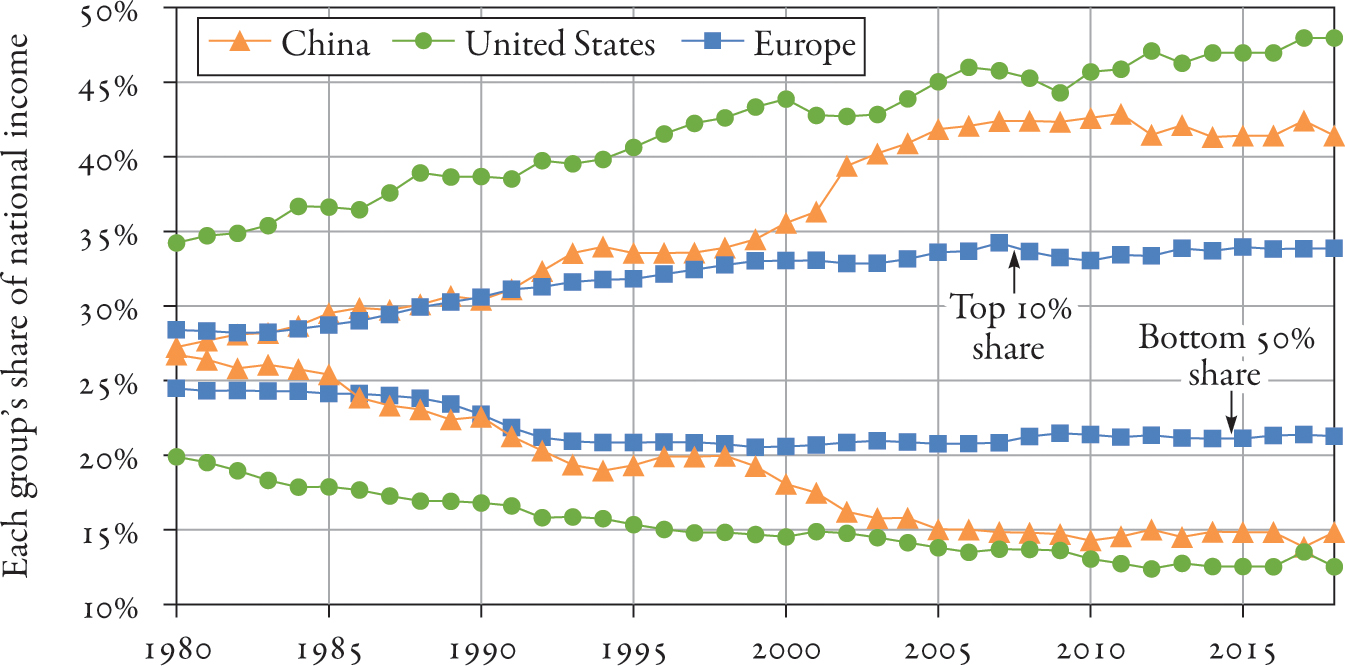 Each group's share of national income
50%
45%
40%
35%
30%
25%
20%
15%
10%
China
United States
Europe
Top 10%
share
Bottom 50%
share
1980
1985
1990
1995
2000
2005
2010
2015